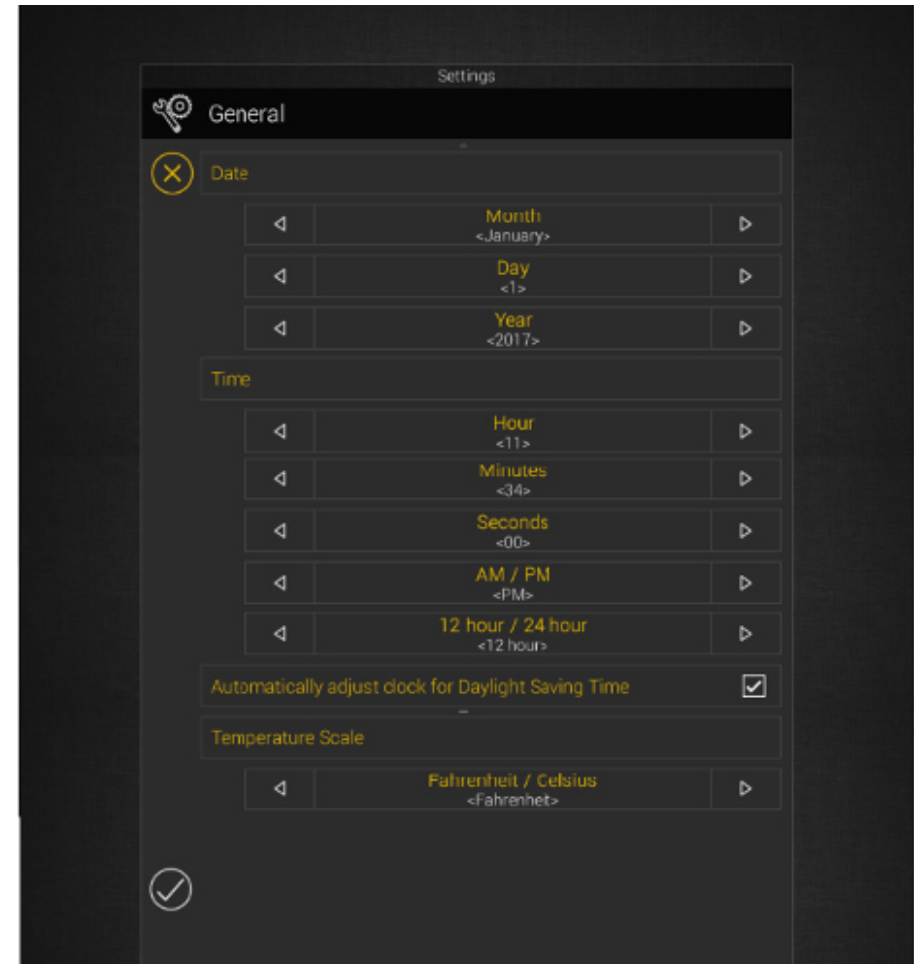 Settings
General
Date
Month
<January>
Day
<1>
Year
<2017>
Time
Hour
<11>
Minutes
<34>
Seconds
<00>
AM / PM
<PM>
12 hour / 24 hour
<12 hour>
Automatically adjust clock for Daylight Saving Time
Temperature Scale
Fahrenheit / Celsius
<Fahrenhet>